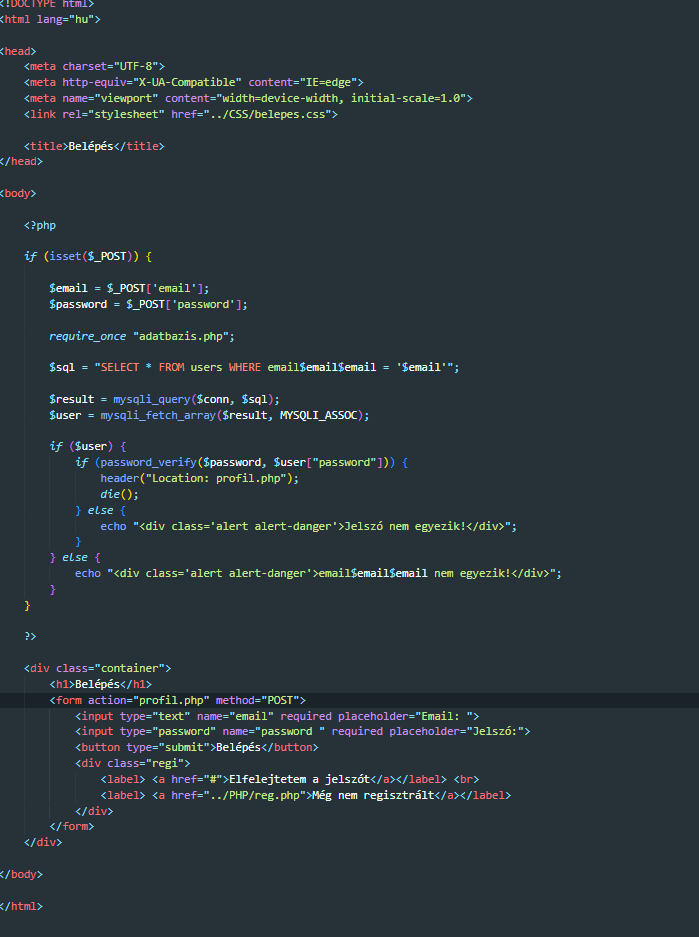 <!DOCTYPE html>
<html lang="hu">
<head>
<meta charset="UTF-8">
<meta http-equiv="X-UA-Compatible" content="IE=edge">
<meta name="viewport" content="width=device-width, initial-scale=1.0">
<link rel="stylesheet" href="../CSS/belepes.css">
<title>Belépés</title>
</head>
<body>
<?php
if (isset($_POST)) {
$email = $_POST['email'];
$password = $_POST['password'];
require_once "adatbazis.php";
$sql = "SELECT * FROM users WHERE email$email$email = '$email'";
$result = mysqli_query($conn, $sql);
$user = mysqli_fetch_array($result, MYSQLI_ASSOC);
if ($user) {
if (password_verify($password, $user["password"])) {
header("Location: profil.php");
die();
} else {
echo "<div class='alert alert-danger'>Jelszó nem egyezik!</div>";
}
} else {
echo "<div class='alert alert-danger'>email$email$email nem egyezik!</div>";
}
}
?>
<div class="container">
<h1>Belépés</h1>
<form action="profil.php" method="POST">
<input type="text" name="email" required placeholder="Email: ">
<input type="password" name="password " required placeholder="Jelszó:">
<button type="submit">Belépés</button>
<div class="regi">
<label> <a href="#">Elfelejtetem a jelszót</a></label> <br>
<label> <a href="../PHP/reg.php">Még nem regisztrált</a></label>
</div>
</form>
</div>
</body>
</html>